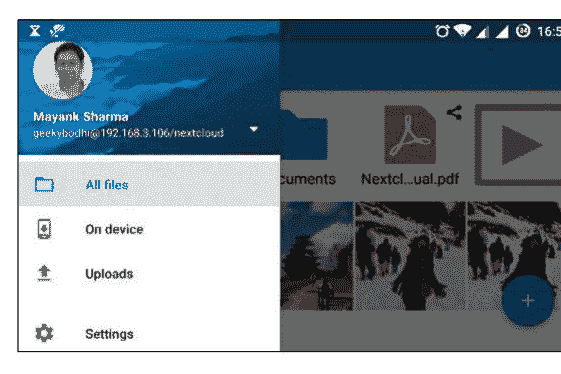 16:5
Mayank Sharma
geekybodhi@192.168.3.106/nextcloud
All files
On device
Uploads
Settings
cuments
Nextcl...ual.pdf